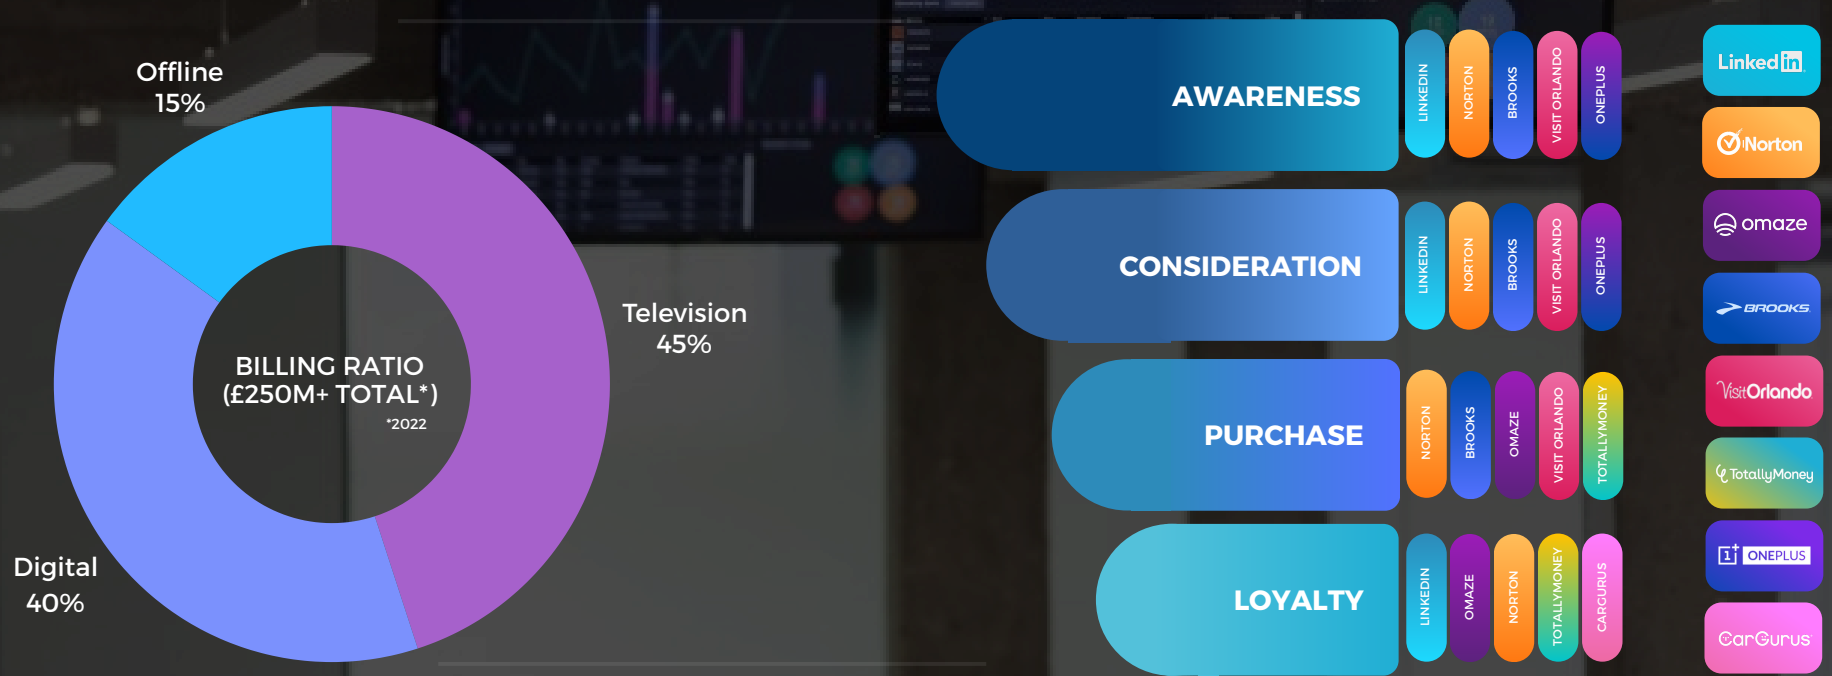 Offline
15%
Television
45%
BILLING RATIO
(£250M+ TOTAL*)
*2022
Digital
40%
AWARENESS
LINKEDIN
NORTON
BROOKS
VISIT ORLANDO
ONEPLUS
CONSIDERATION
LINKEDIN
NORTON
BROOKS
VISIT ORLANDO
ONEPLUS
PURCHASE
NORTON
BROOKS
OMAZE
VISIT ORLANDO
TOTALLYMONEY
LOYALTY
LINKEDIN
OMAZE
NORTON
TOTALLYMONEY
CARGURUS
Linkedin
Norton
omaze
BROOKS
VisitOrlando
TotallyMoney
1+ ONEPLUS
CarGurus